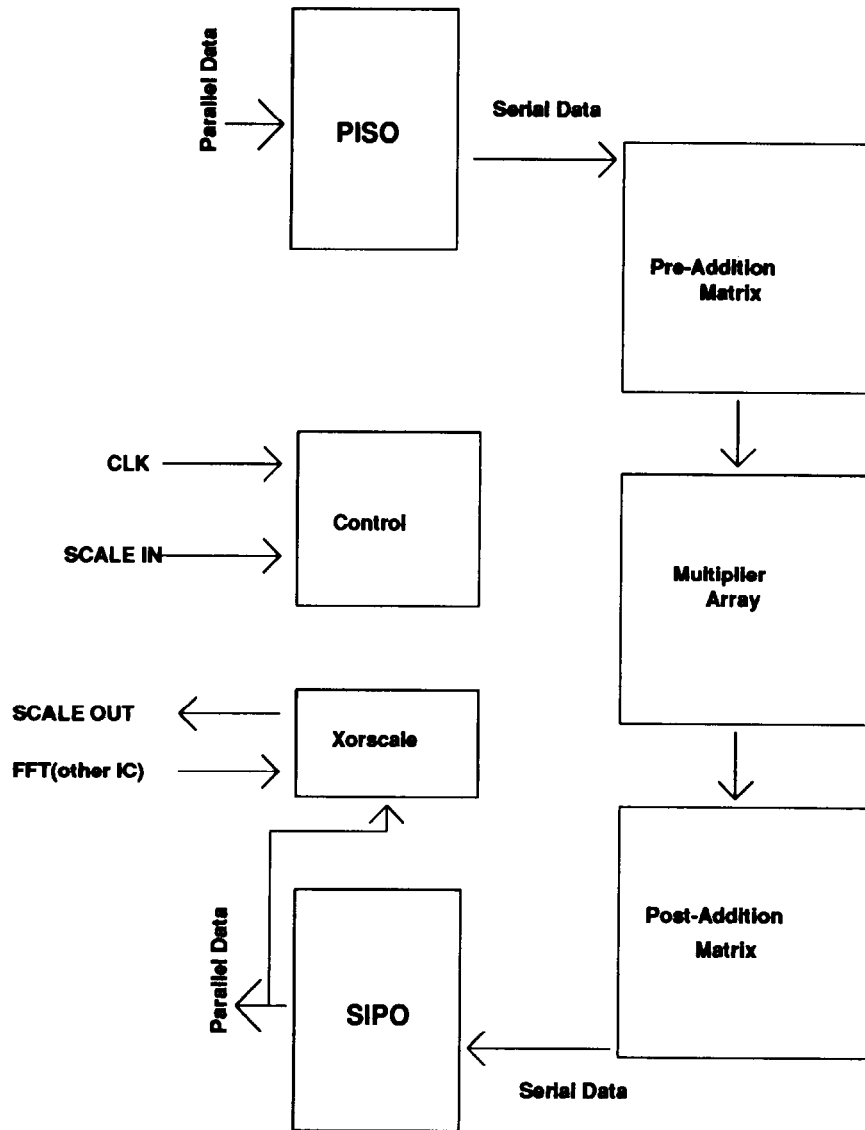 Parallel Data
PISO
Serial Data
Pre-Addition
Matrix
CLK
Control
SCALE IN
Multiplier
Array
SCALE OUT
Xorscale
FFT(other IC)
Parallel Data
SIPO
Post-Addition
Matrix
Serial Data